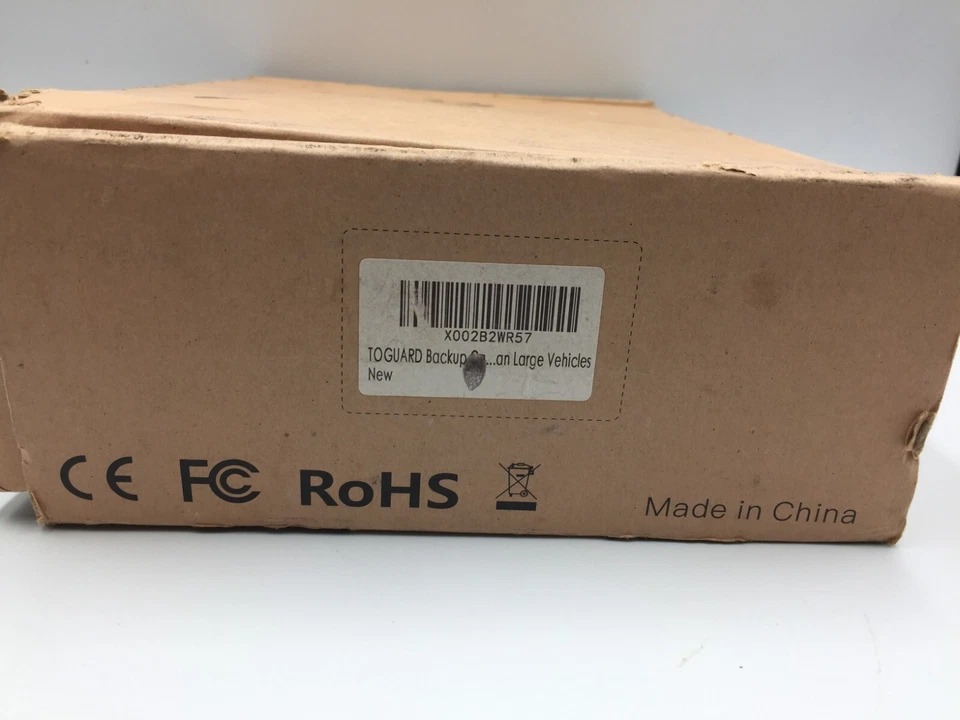 X002B2WR57
TOGUARD Backup ...an Large Vehicles
New
CE FC RoHS
Made in China